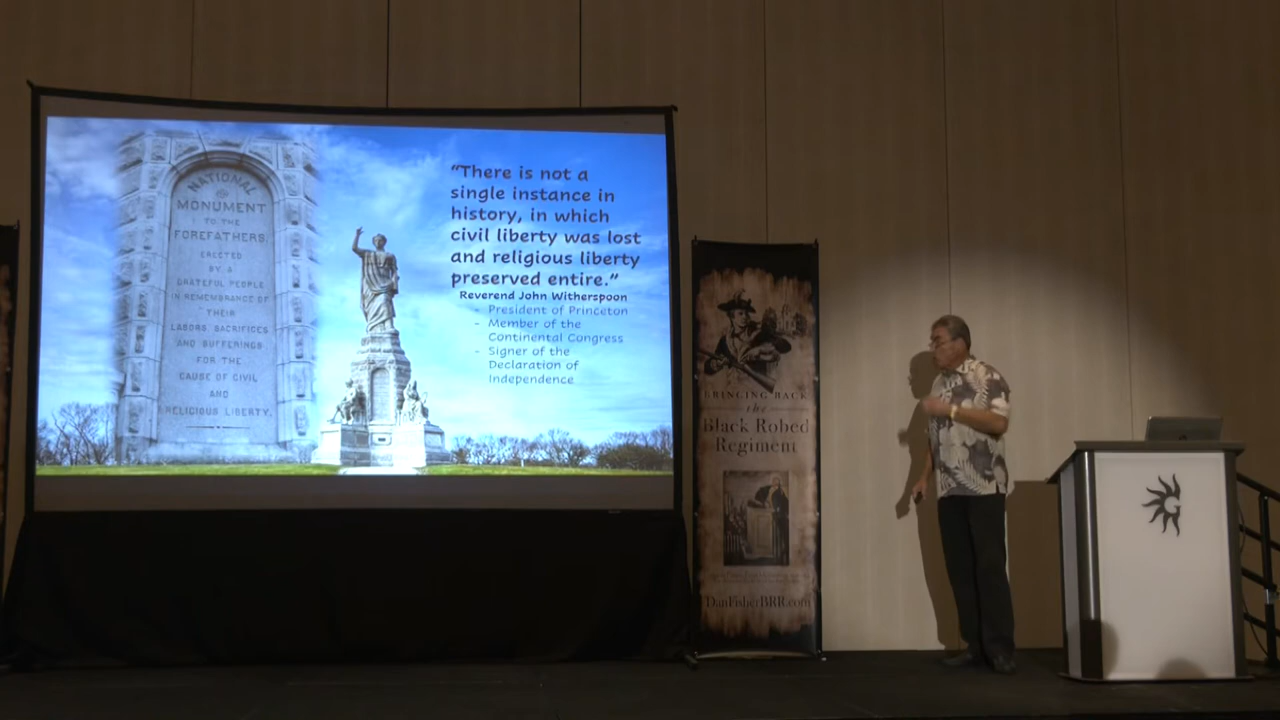 NATIONAL
MONUMENT
TO THE
FOREFATHERS.
ERECTED
BY A
GRATEFUL PEOPLE
IN REMEMBRANCE OF
THEIR
LABORS, SACRIFICES
AND SUFFERINGS
FOR THE
CAUSE OF CIVIL
AND
RELIGIOUS LIBERTY.
“There is not a
single instance in
history, in which
civil liberty was lost
and religious liberty
preserved entire.”
Reverend John Witherspoon
- President of Princeton
- Member of the
Continental Congress
- Signer of the
Declaration of
Independence
BRINGING BACK
the
Black Robed
Regiment
DanFisherBRR.com